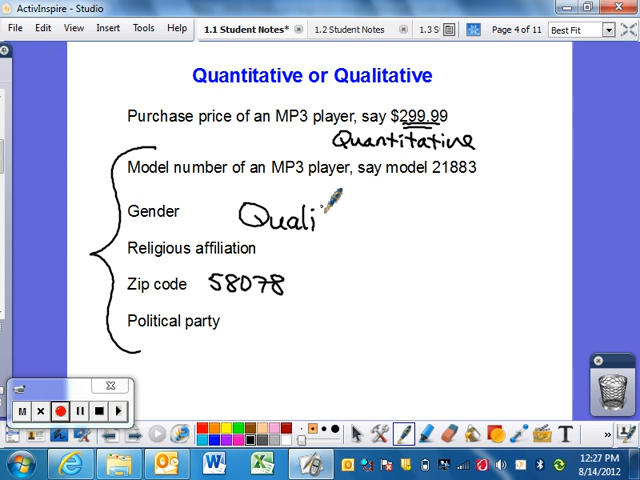 ActivInspire - Studio
File Edit View Insert Tools Help
1.1 Student Notes* 1.2 Student Notes 1.3 S
Page 4 of 11
Best Fit
Quantitative or Qualitative
Purchase price of an MP3 player, say $299.99
Quantitative
Model number of an MP3 player, say model 21883
Gender
Quali
Religious affiliation
Zip code 58078
Political party
M
T
»
12:27 PM
8/14/2012